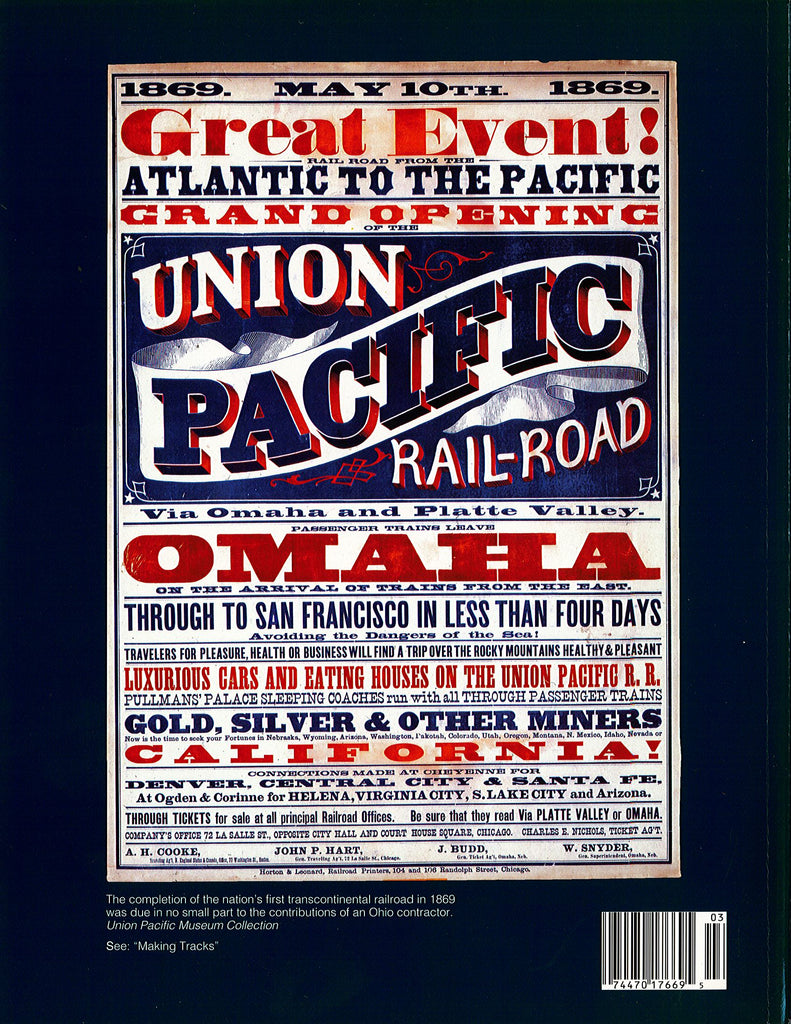 1869. MAY 10TH. 1869.
Great Event!
RAIL ROAD FROM THE
ATLANTIC TO THE PACIFIC
GRAND OPENING
OF THE
UNION
PACIFIC
RAIL-ROAD
Via Omaha and Platte Valley.
PASSENGER TRAINS LEAVE
OMAHA
ON THE ARRIVAL OF TRAINS FROM THE EAST.
THROUGH TO SAN FRANCISCO IN LESS THAN FOUR DAYS
Avoiding the Dangers of the Sea!
TRAVELERS FOR PLEASURE, HEALTH OR BUSINESS WILL FIND A TRIP OVER THE ROCKY MOUNTAINS HEALTHY & PLEASANT
LUXURIOUS CARS AND EATING HOUSES ON THE UNION PACIFIC R. R.
PULLMANS' PALACE SLEEPING COACHES run with all THROUGH PASSENGER TRAINS
GOLD, SILVER & OTHER MINERS
Now is the time to seek your Fortunes in Nebraska, Wyoming, Arizona, Washington, Dakotah, Colorado, Utah, Oregon, Montana, N. Mexico, Idaho, Nevada or
CALIFORNIA!
CONNECTIONS MADE AT CHEYENNE FOR
DENVER, CENTRAL CITY & SANTA FE,
At Ogden & Corinne for HELENA, VIRGINIA CITY, S. LAKE CITY and Arizona.
THROUGH TICKETS for sale at all principal Railroad Offices. Be sure that they read Via PLATTE VALLEY or OMAHA.
COMPANY'S OFFICE 72 LA SALLE ST., OPPOSITE CITY HALL AND COURT HOUSE SQUARE, CHICAGO. CHARLES E. NICHOLS, TICKET AG'T.
A. H. COOKE, JOHN P. HART, J. BUDD, W. SNYDER,
Gen. Traveling Ag't, 72 La Salle St., Chicago. Gen. Ticket Ag't, Omaha, Neb. Gen. Superintendent, Omaha, Neb.
Horton & Leonard, Railroad Printers, 104 and 106 Randolph Street, Chicago.
The completion of the nation's first transcontinental railroad in 1869
was due in no small part to the contributions of an Ohio contractor.
Union Pacific Museum Collection
See: "Making Tracks"
03
74470 17669 5